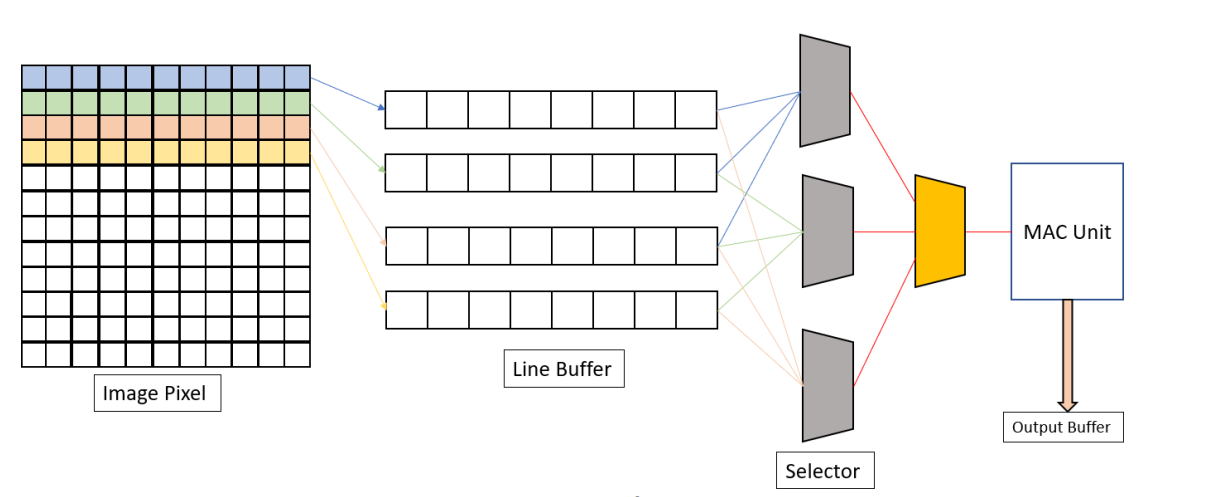 Image Pixel
Line Buffer
Selector
MAC Unit
Output Buffer